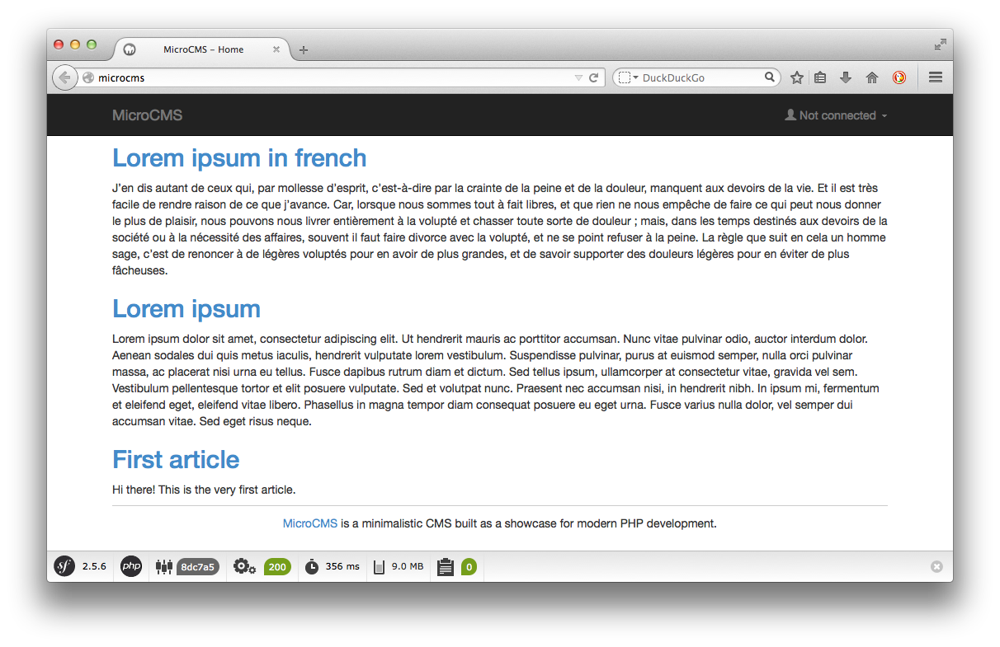 MicroCMS – Home
microcms
DuckDuckGo
MicroCMS
Not connected
Lorem ipsum in french
J’en dis autant de ceux qui, par mollesse d’esprit, c’est-à-dire par la crainte de la peine et de la douleur, manquent aux devoirs de la vie. Et il est très
facile de rendre raison de ce que j’avance. Car, lorsque nous sommes tout à fait libres, et que rien ne nous empêche de faire ce qui peut nous donner
le plus de plaisir, nous pouvons nous livrer entièrement à la volupté et chasser toute sorte de douleur ; mais, dans les temps destinés aux devoirs de la
société ou à la nécessité des affaires, souvent il faut faire divorce avec la volupté, et ne se point refuser à la peine. La règle que suit en cela un homme
sage, c’est de renoncer à de légères voluptés pour en avoir de plus grandes, et de savoir supporter des douleurs légères pour en éviter de plus
fâcheuses.
Lorem ipsum
Lorem ipsum dolor sit amet, consectetur adipiscing elit. Ut hendrerit mauris ac porttitor accumsan. Nunc vitae pulvinar odio, auctor interdum dolor.
Aenean sodales dui quis metus iaculis, hendrerit vulputate lorem vestibulum. Suspendisse pulvinar, purus at euismod semper, nulla orci pulvinar
massa, ac placerat nisi urna eu tellus. Fusce dapibus rutrum diam et dictum. Sed tellus ipsum, ullamcorper at consectetur vitae, gravida vel sem.
Vestibulum pellentesque tortor et elit posuere vulputate. Sed et volutpat nunc. Praesent nec accumsan nisi, in hendrerit nibh. In ipsum mi, fermentum
et eleifend eget, eleifend vitae libero. Phasellus in magna tempor diam consequat posuere eu eget urna. Fusce varius nulla dolor, vel semper dui
accumsan vitae. Sed eget risus neque.
First article
Hi there! This is the very first article.
MicroCMS is a minimalistic CMS built as a showcase for modern PHP development.
sf 2.5.6 php 8dc7a5 200 356 ms 9.0 MB 0